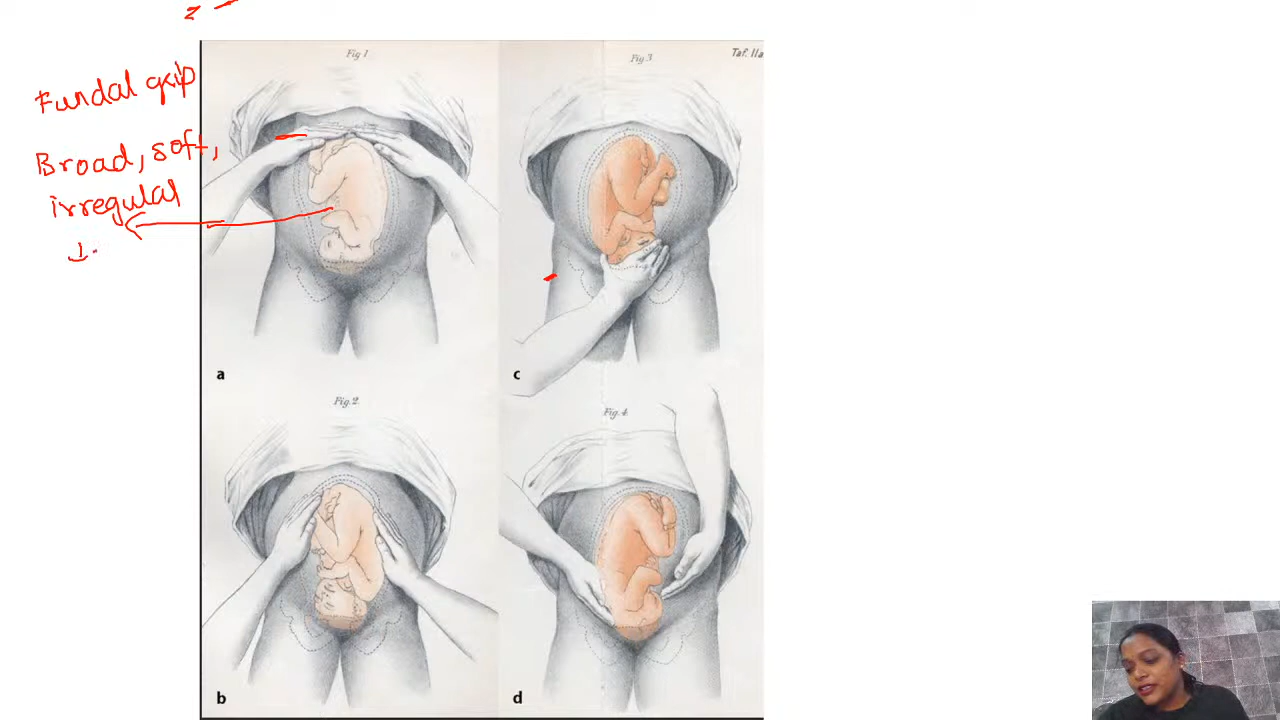 Fundal grip
Broad, soft,
irregular
Fig 1
a
Fig 3.
Taf. IIa
c
Fig. 2.
b
Fig. 4.
d